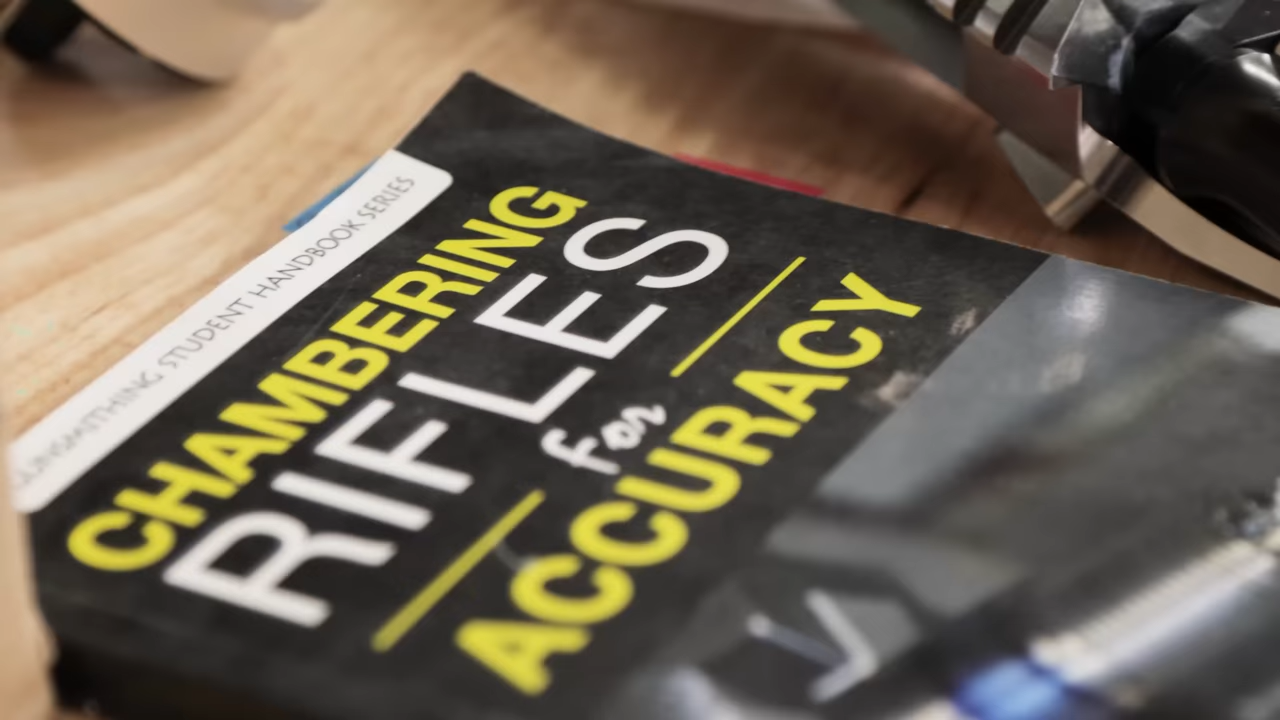 GUNSMITHING STUDENT HANDBOOK SERIES
CHAMBERING
RIFLES
for
ACCURACY